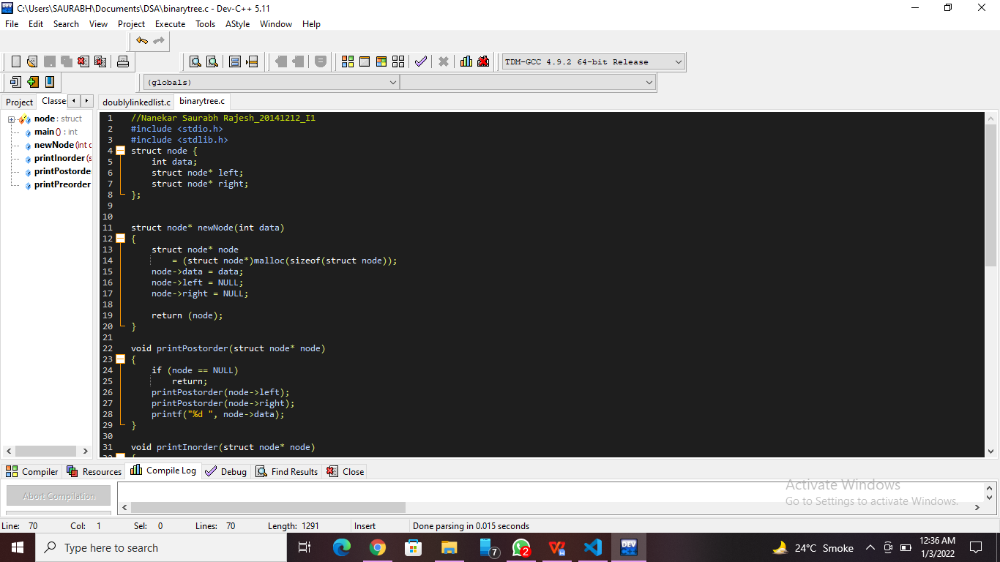 C:\Users\SAURABH\Documents\DSA\binarytree.c - Dev-C++ 5.11
File Edit Search View Project Execute Tools AStyle Window Help
TDM-GCC 4.9.2 64-bit Release
(globals)
Project Classe
doublylinkedlist.c binarytree.c
node : struct
main () : int
newNode (int c
printInorder (s
printPostorde
printPreorder
1 //Nanekar Saurabh Rajesh_20141212_I1
2 #include <stdio.h>
3 #include <stdlib.h>
4 struct node {
5 int data;
6 struct node* left;
7 struct node* right;
8 };
9
10
11 struct node* newNode(int data)
12 {
13 struct node* node
14 = (struct node*)malloc(sizeof(struct node));
15 node->data = data;
16 node->left = NULL;
17 node->right = NULL;
18
19 return (node);
20 }
21
22 void printPostorder(struct node* node)
23 {
24 if (node == NULL)
25 return;
26 printPostorder(node->left);
27 printPostorder(node->right);
28 printf("%d ", node->data);
29 }
30
31 void printInorder(struct node* node)
32 {
Compiler Resources Compile Log Debug Find Results Close
Abort Compilation
Activate Windows
Go to Settings to activate Windows.
Line: 70 Col: 1 Sel: 0 Lines: 70 Length: 1291 Insert Done parsing in 0.015 seconds
Type here to search
7
2
DEV
24°C Smoke
12:36 AM
1/3/2022